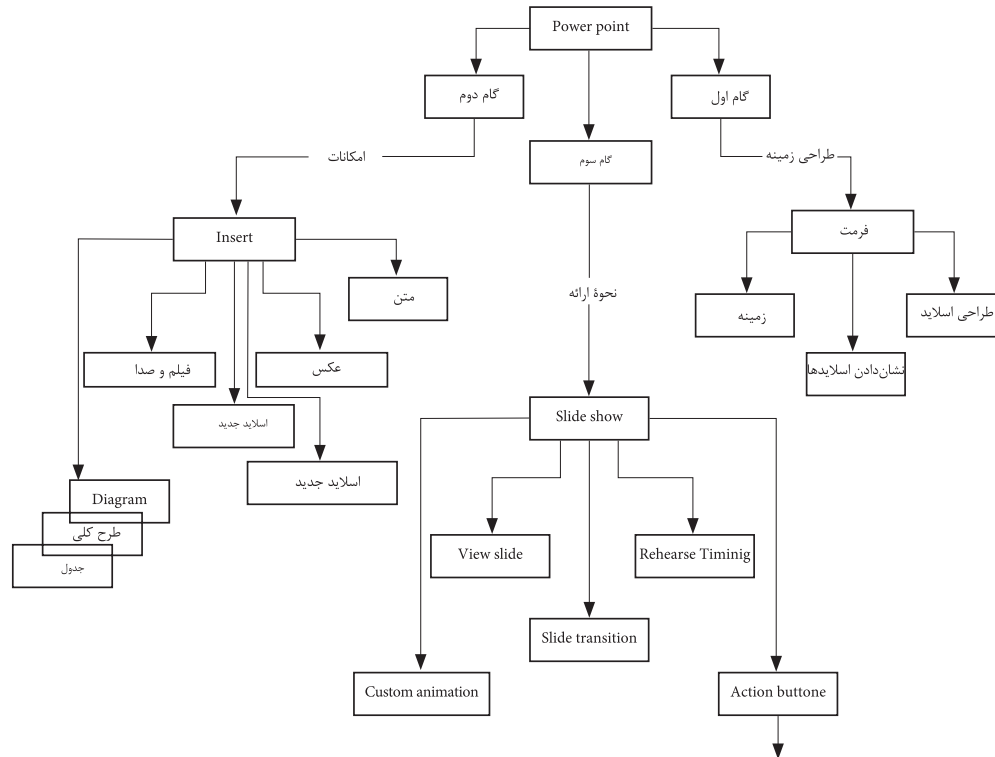 Power point
گام اول
گام دوم
گام سوم
طراحی زمینه
امکانات
فرمت
Insert
نحوۀ ارائه
متن
طراحی اسلاید
زمینه
نشان‌دادن اسلایدها
عکس
فیلم و صدا
اسلاید جدید
Slide show
اسلاید جدید
Diagram
طرح کلی
جدول
View slide
Rehearse Timinig
Slide transition
Custom animation
Action buttone